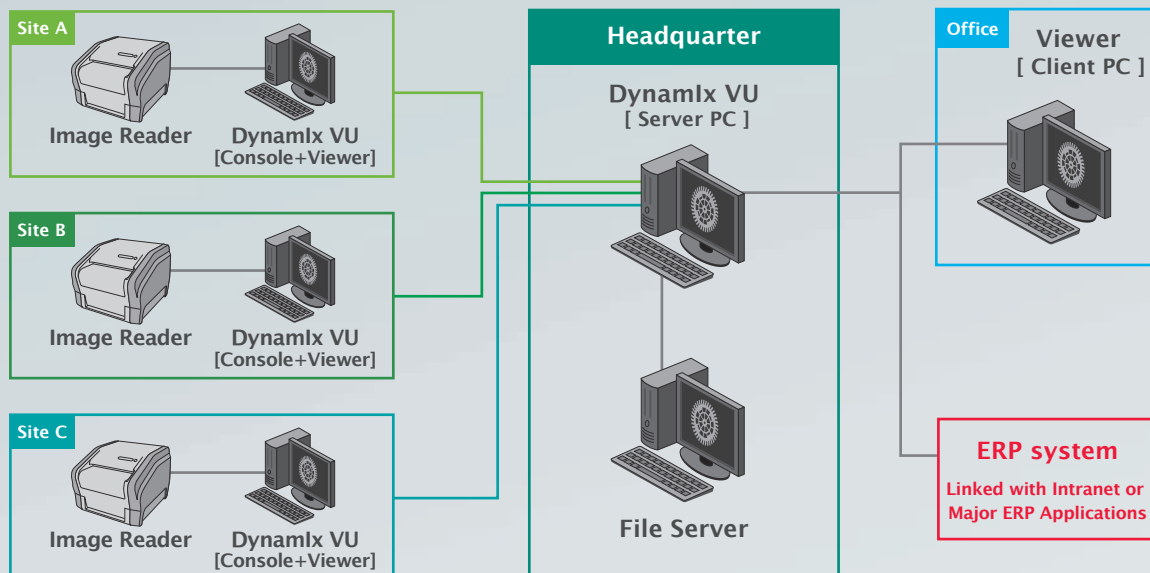 Site A
Image Reader
DynamIx VU
[Console+Viewer]
Site B
Image Reader
DynamIx VU
[Console+Viewer]
Site C
Image Reader
DynamIx VU
[Console+Viewer]
Headquarter
DynamIx VU
[ Server PC ]
File Server
Office
Viewer
[ Client PC ]
ERP system
Linked with Intranet or
Major ERP Applications